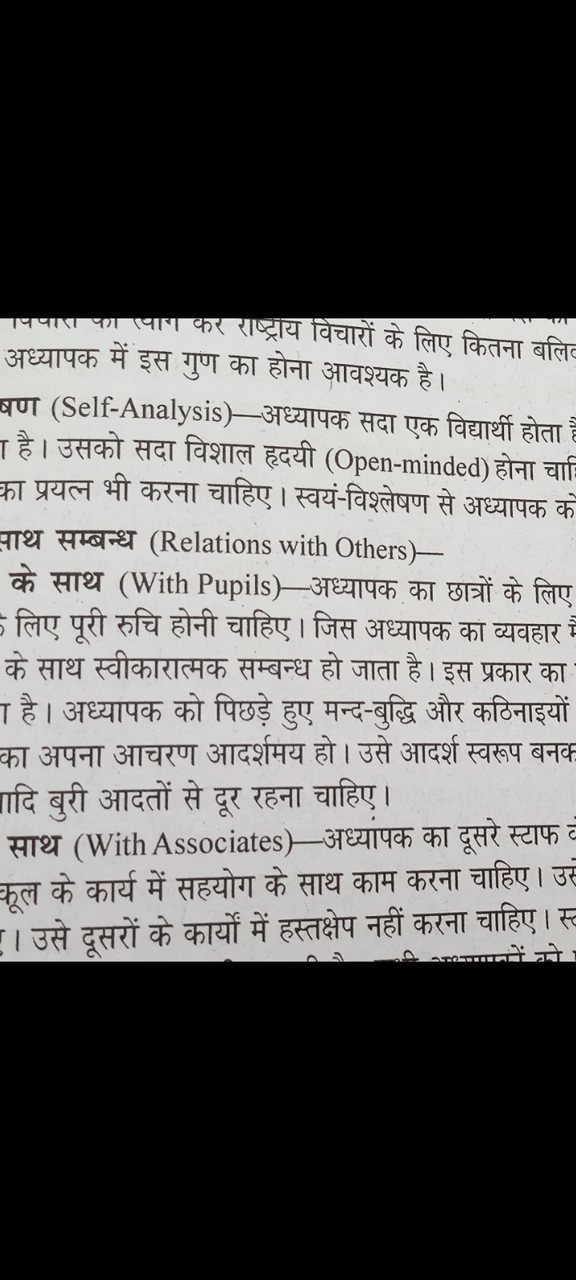 कर राष्ट्रीय विचारों के लिए कितना
अध्यापक में इस गुण का होना आवश्यक है।
(Self-Analysis)—अध्यापक सदा एक विद्यार्थी होता
है। उसको सदा विशाल हृदयी (Open-minded) होना
का प्रयत्न भी करना चाहिए। स्वयं-विश्लेषण से अध्यापक को
साथ सम्बन्ध (Relations with Others)—
के साथ (With Pupils)—अध्यापक का छात्रों के लिए
लिए पूरी रुचि होनी चाहिए। जिस अध्यापक का व्यवहार
के साथ स्वीकारात्मक सम्बन्ध हो जाता है। इस प्रकार का
है। अध्यापक को पिछड़े हुए मन्द-बुद्धि और कठिनाइयों
का अपना आचरण आदर्शमय हो। उसे आदर्श स्वरूप
बुरी आदतों से दूर रहना चाहिए।
साथ (With Associates)—अध्यापक का दूसरे स्टाफ
के कार्य में सहयोग के साथ काम करना चाहिए। उसे
। उसे दूसरों के कार्यों में हस्तक्षेप नहीं करना चाहिए।